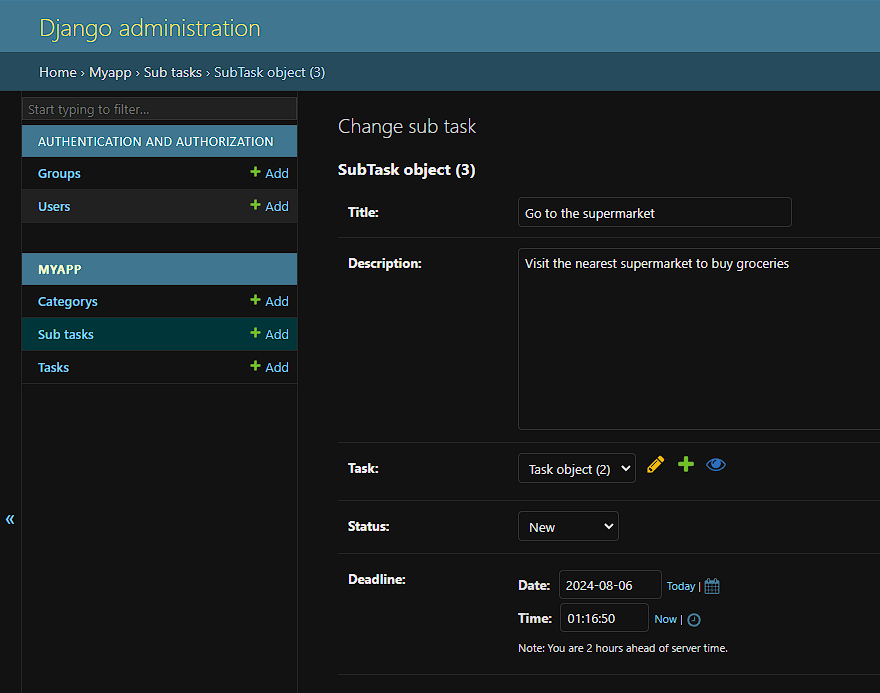 Django administration
Home › Myapp › Sub tasks › SubTask object (3)
Start typing to filter...
AUTHENTICATION AND AUTHORIZATION
Groups + Add
Users + Add
MYAPP
Categorys + Add
Sub tasks + Add
Tasks + Add
«
Change sub task
SubTask object (3)
Title: Go to the supermarket
Description: Visit the nearest supermarket to buy groceries
Task: Task object (2)
Status: New
Deadline: Date: 2024-08-06 Today |
Time: 01:16:50 Now |
Note: You are 2 hours ahead of server time.